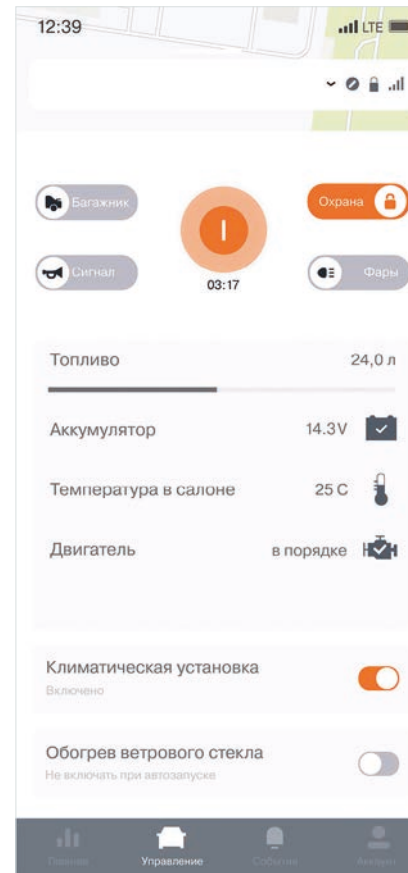 12:39 LTE
Багажник
Охрана
Сигнал
Фары
03:17
Топливо 24,0 л
Аккумулятор 14.3V
Температура в салоне 25 C
Двигатель в порядке
Климатическая установка
Включено
Обогрев ветрового стекла
Не включать при автозапуске
Управление События